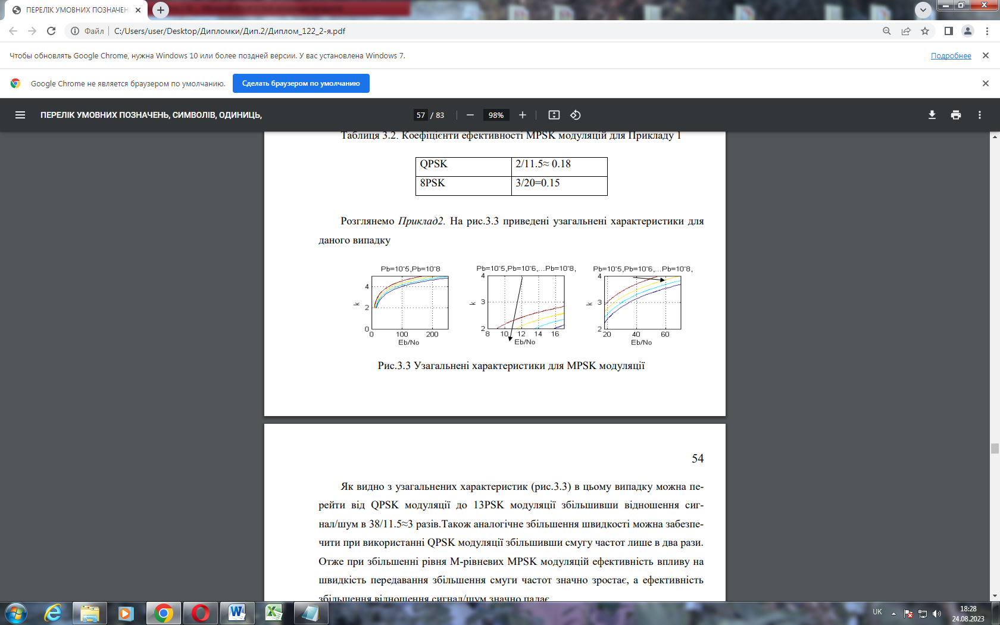 ПЕРЕЛІК УМОВНИХ ПОЗНАЧЕН
Файл
C:/Users/user/Desktop/Дипломки/Дип.2/Диплом_122_2-я.pdf
Чтобы обновлять Google Chrome, нужна Windows 10 или более поздней версии. У вас установлена Windows 7.
Подробнее
Google Chrome не является браузером по умолчанию.
Сделать браузером по умолчанию
ПЕРЕЛІК УМОВНИХ ПОЗНАЧЕНЬ, СИМВОЛІВ, ОДИНИЦЬ,
57 / 83
98%
Таблиця 3.2. Коефіцієнти ефективності MPSK модуляцій для Прикладу 1
QPSK 2/11.5≈ 0.18
8PSK 3/20=0.15
Розглянемо Приклад2. На рис.3.3 приведені узагальнені характеристики для
даного випадку
Pb=10^-5,Pb=10^-8
4
k
2
0
0 100 200
Eb/No
Pb=10^-5,Pb=10^-6,...Pb=10^-8,
4
k
3
2
8 10 12 14 16
Eb/No
Pb=10^-5,Pb=10^-6,...Pb=10^-8,
4
k
3
2
20 40 60
Eb/No
Рис.3.3 Узагальнені характеристики для MPSK модуляції
54
Як видно з узагальнених характеристик (рис.3.3) в цьому випадку можна пе-
рейти від QPSK модуляції до 13PSK модуляції збільшивши відношення сиг-
нал/шум в 38/11.5≈3 разів.Також аналогічне збільшення швидкості можна забезпе-
чити при використанні QPSK модуляції збільшивши смугу частот лише в два рази.
Отже при збільшенні рівня М-рівневих MPSK модуляцій ефективність впливу на
швидкість передавання збільшення смуги частот значно зростає, а ефективність
збільшення відношення сигнал/шум значно падає
UK
18:28
24.08.2023